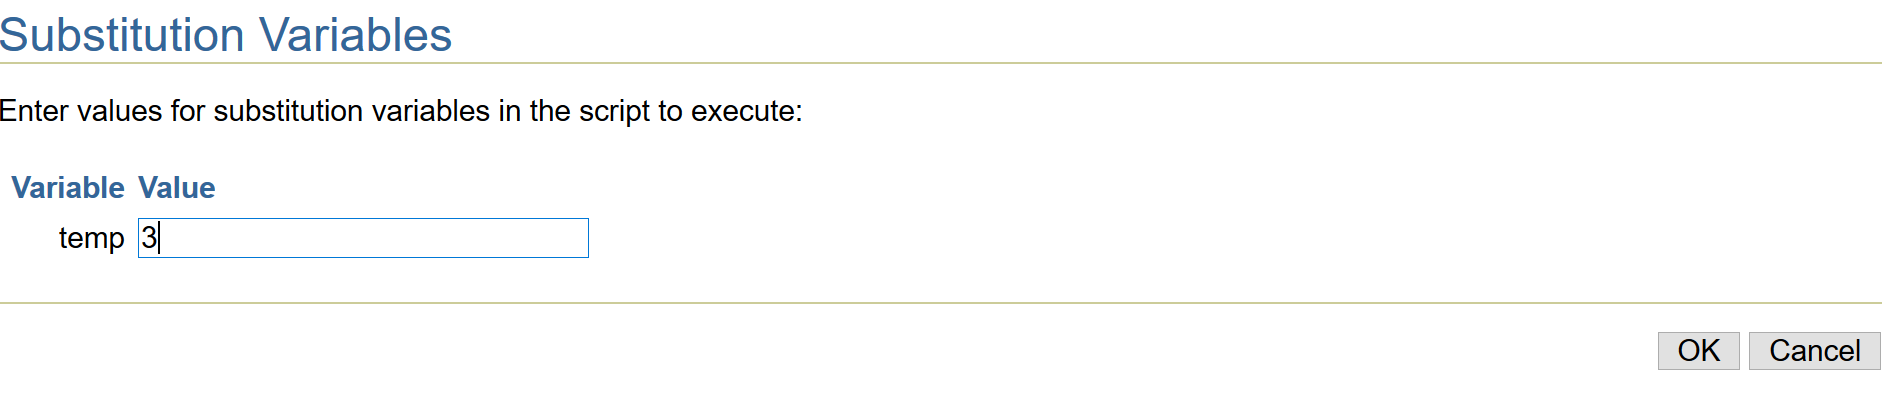 Substitution Variables
Enter values for substitution variables in the script to execute:
Variable Value
temp 3
OK Cancel